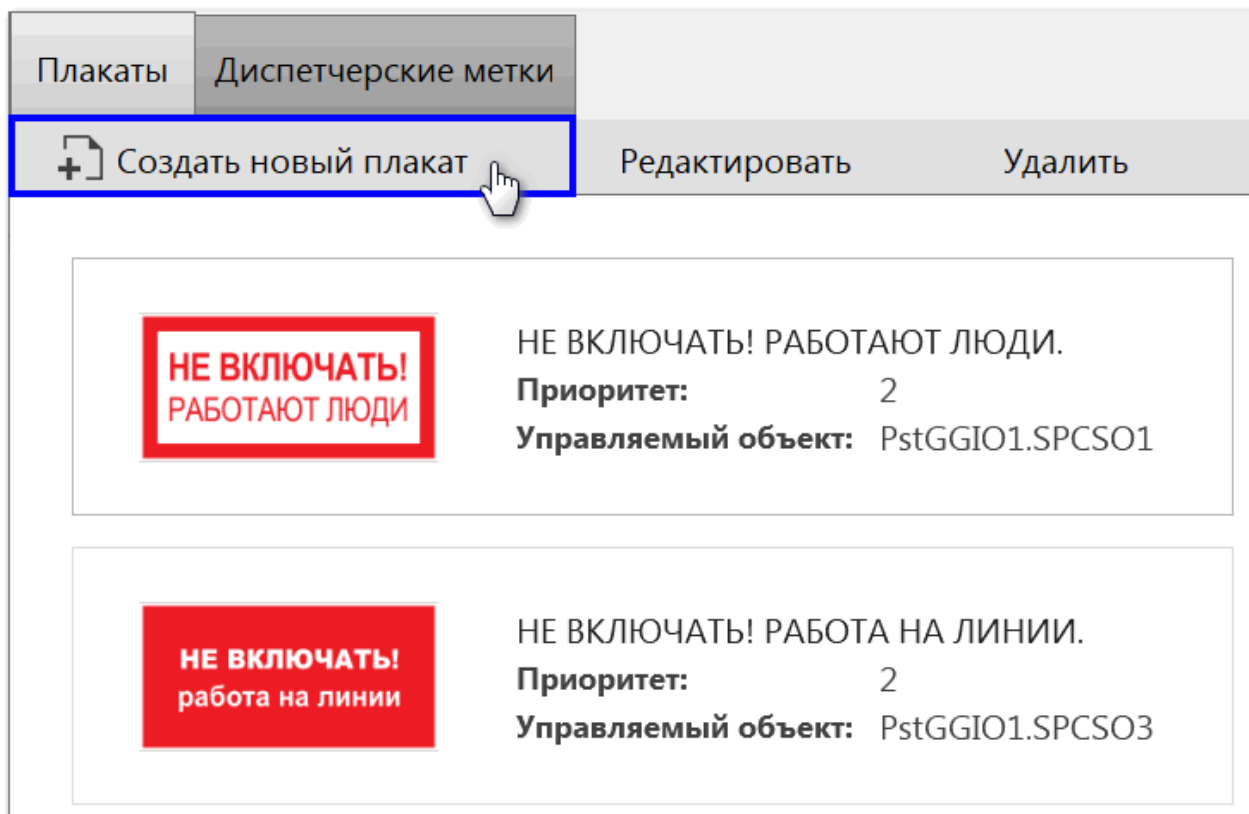 Плакаты Диспетчерские метки
Создать новый плакат Редактировать Удалить
НЕ ВКЛЮЧАТЬ!
РАБОТАЮТ ЛЮДИ
НЕ ВКЛЮЧАТЬ! РАБОТАЮТ ЛЮДИ.
Приоритет: 2
Управляемый объект: PstGGIO1.SPCSO1
НЕ ВКЛЮЧАТЬ!
работа на линии
НЕ ВКЛЮЧАТЬ! РАБОТА НА ЛИНИИ.
Приоритет: 2
Управляемый объект: PstGGIO1.SPCSO3